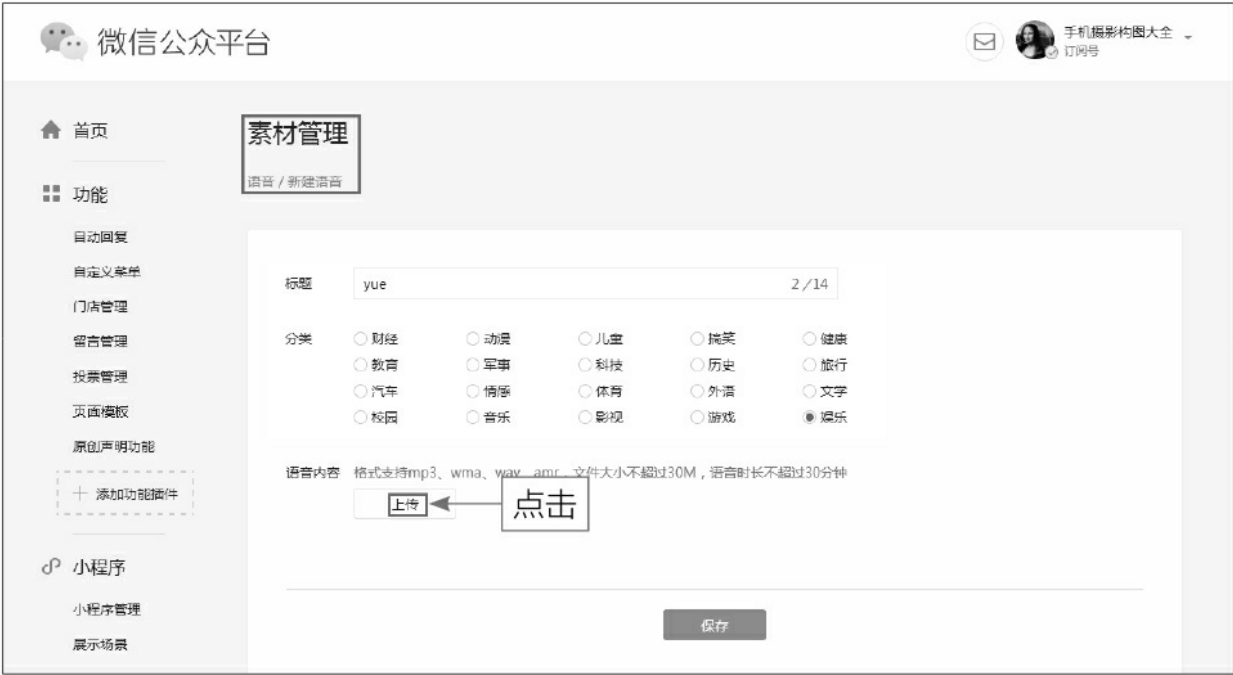 微信公众平台
手机摄影构图大全
订阅号
首页
功能
自动回复
自定义菜单
门店管理
留言管理
投票管理
页面模板
原创声明功能
添加功能插件
小程序
小程序管理
展示场景
素材管理
语音 / 新建语音
标题 yue 2/14
分类 财经 动漫 儿童 搞笑 健康
教育 军事 科技 历史 旅行
汽车 情感 体育 外语 文学
校园 音乐 影视 游戏 娱乐
语音内容 格式支持mp3、wma、wav、amr，文件大小不超过30M，语音时长不超过30分钟
上传 点击
保存